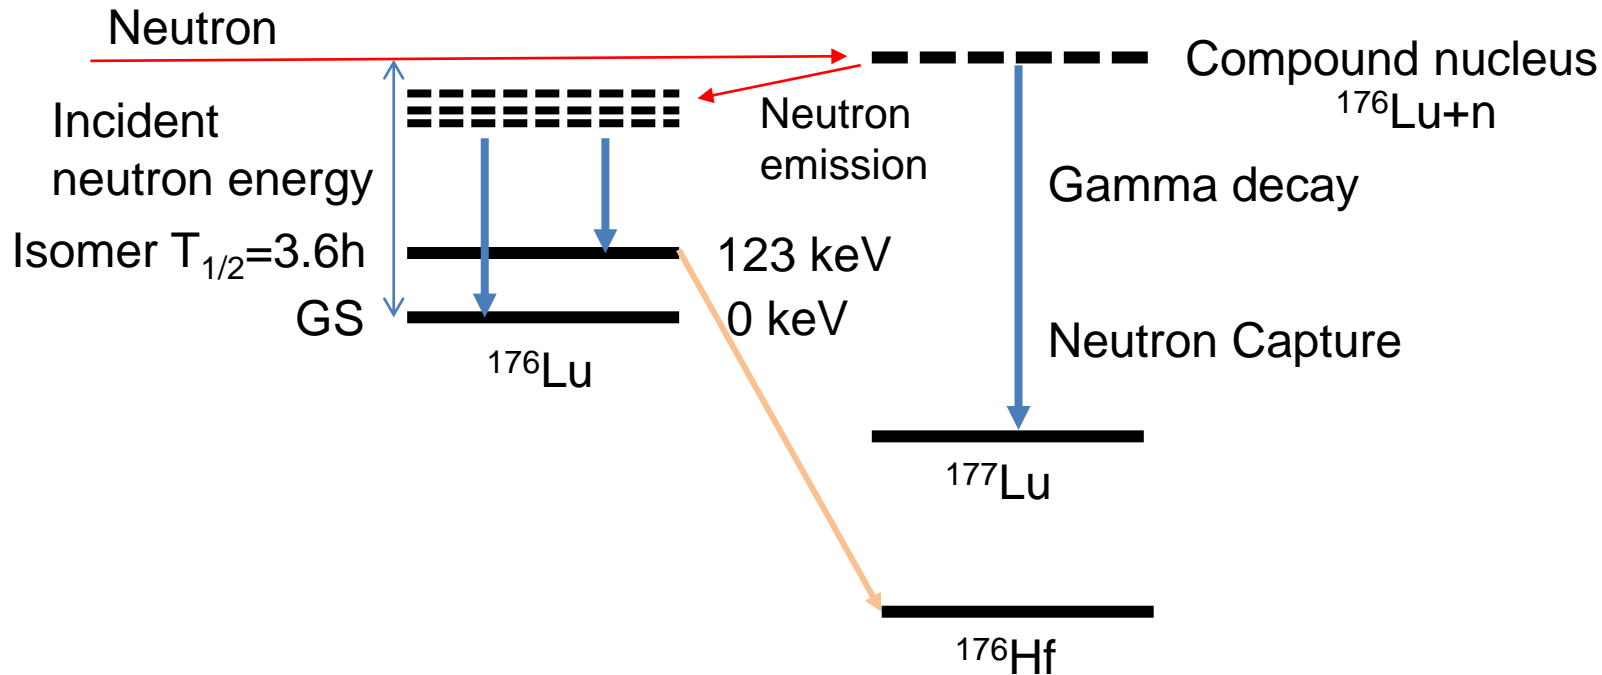 Neutron
Compound nucleus
¹⁷⁶Lu+n
Incident
neutron energy
Neutron
emission
Gamma decay
Isomer T₁/₂=3.6h
123 keV
GS
0 keV
Neutron Capture
¹⁷⁶Lu
¹⁷⁷Lu
¹⁷⁶Hf